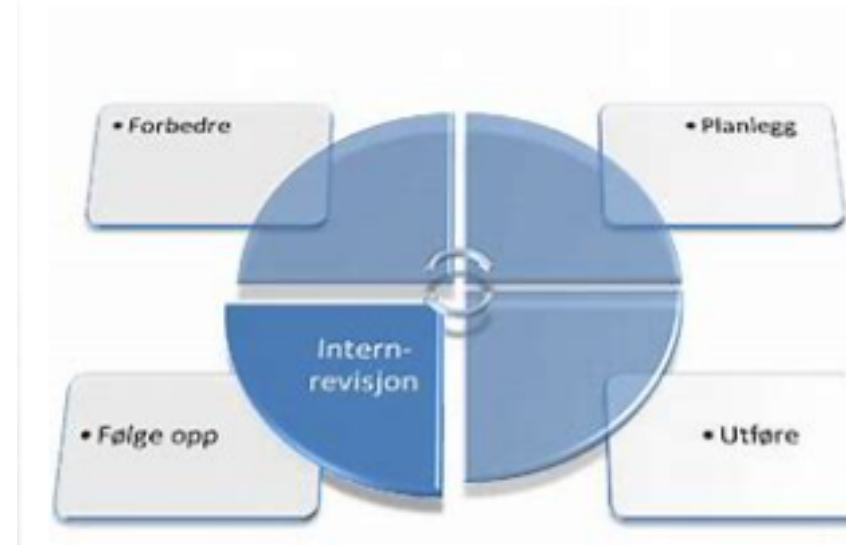 • Forbedre
• Planlegg
Intern-
revisjon
• Følge opp
• Utføre